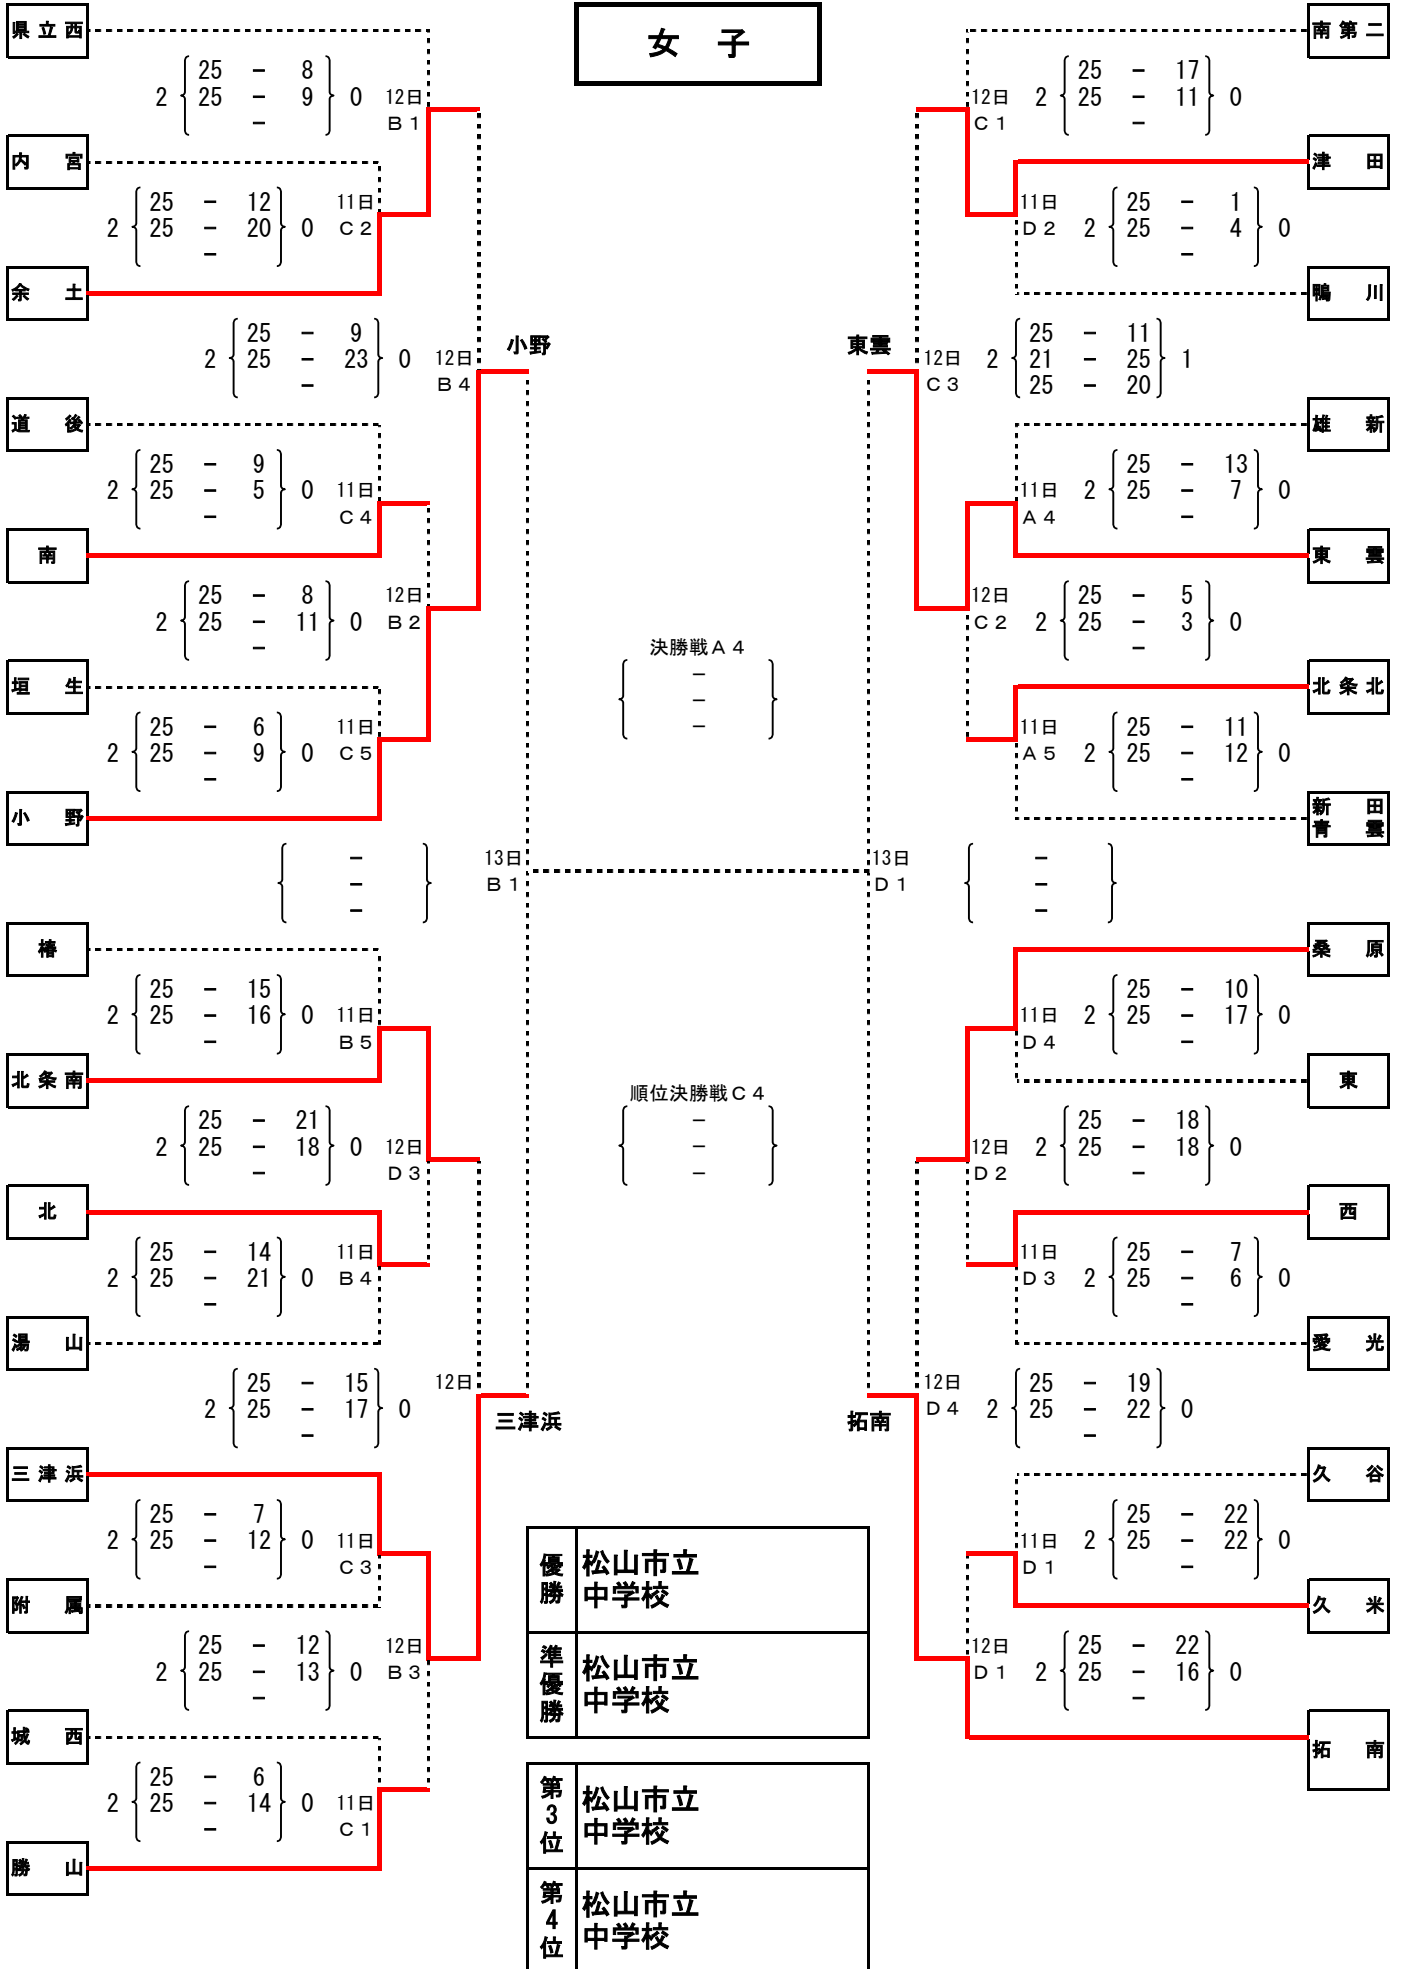 女 子
県立西
25 － 8
2 25 － 9 0 12日
－ B1
内 宮
25 － 12 11日
2 25 － 20 0 C2
－
余 土
25 － 9
2 25 － 23 0 12日
－ B4
小野
道 後
25 － 9
2 25 － 5 0 11日
－ C4
南
25 － 8 12日
2 25 － 11 0 B2
－
垣 生
25 － 6 11日
2 25 － 9 0 C5
－
小 野
－ 13日
－ B1
－
椿
25 － 15
2 25 － 16 0 11日
－ B5
北条南
25 － 21
2 25 － 18 0 12日
－ D3
北
25 － 14 11日
2 25 － 21 0 B4
－
湯 山
25 － 15 12日
2 25 － 17 0
－
三津浜
三津浜
25 － 7
2 25 － 12 0 11日
－ C3
附 属
25 － 12 12日
2 25 － 13 0 B3
－
城 西
25 － 6
2 25 － 14 0 11日
－ C1
勝 山
決勝戦A4
－
－
－
順位決勝戦C4
－
－
－
南第二
25 － 17
12日 2 25 － 11 0
C1 －
津 田
11日 25 － 1
D2 2 25 － 4 0
－
鴨 川
東雲
25 － 11
12日 2 21 － 25 1
C3 25 － 20
雄 新
25 － 13
11日 2 25 － 7 0
A4 －
東 雲
12日 25 － 5
C2 2 25 － 3 0
－
北条北
11日 25 － 11
A5 2 25 － 12 0
－
新 田
青 雲
13日 －
D1 －
－
桑 原
25 － 10
11日 2 25 － 17 0
D4 －
東
25 － 18
12日 2 25 － 18 0
D2 －
西
11日 25 － 7
D3 2 25 － 6 0
－
愛 光
12日 25 － 19
D4 2 25 － 22 0
－
拓南
久 谷
25 － 22
11日 2 25 － 22 0
D1 －
久 米
12日 25 － 22
D1 2 25 － 16 0
－
拓 南
優勝 松山市立
中学校
準優勝 松山市立
中学校
第3位 松山市立
中学校
第4位 松山市立
中学校